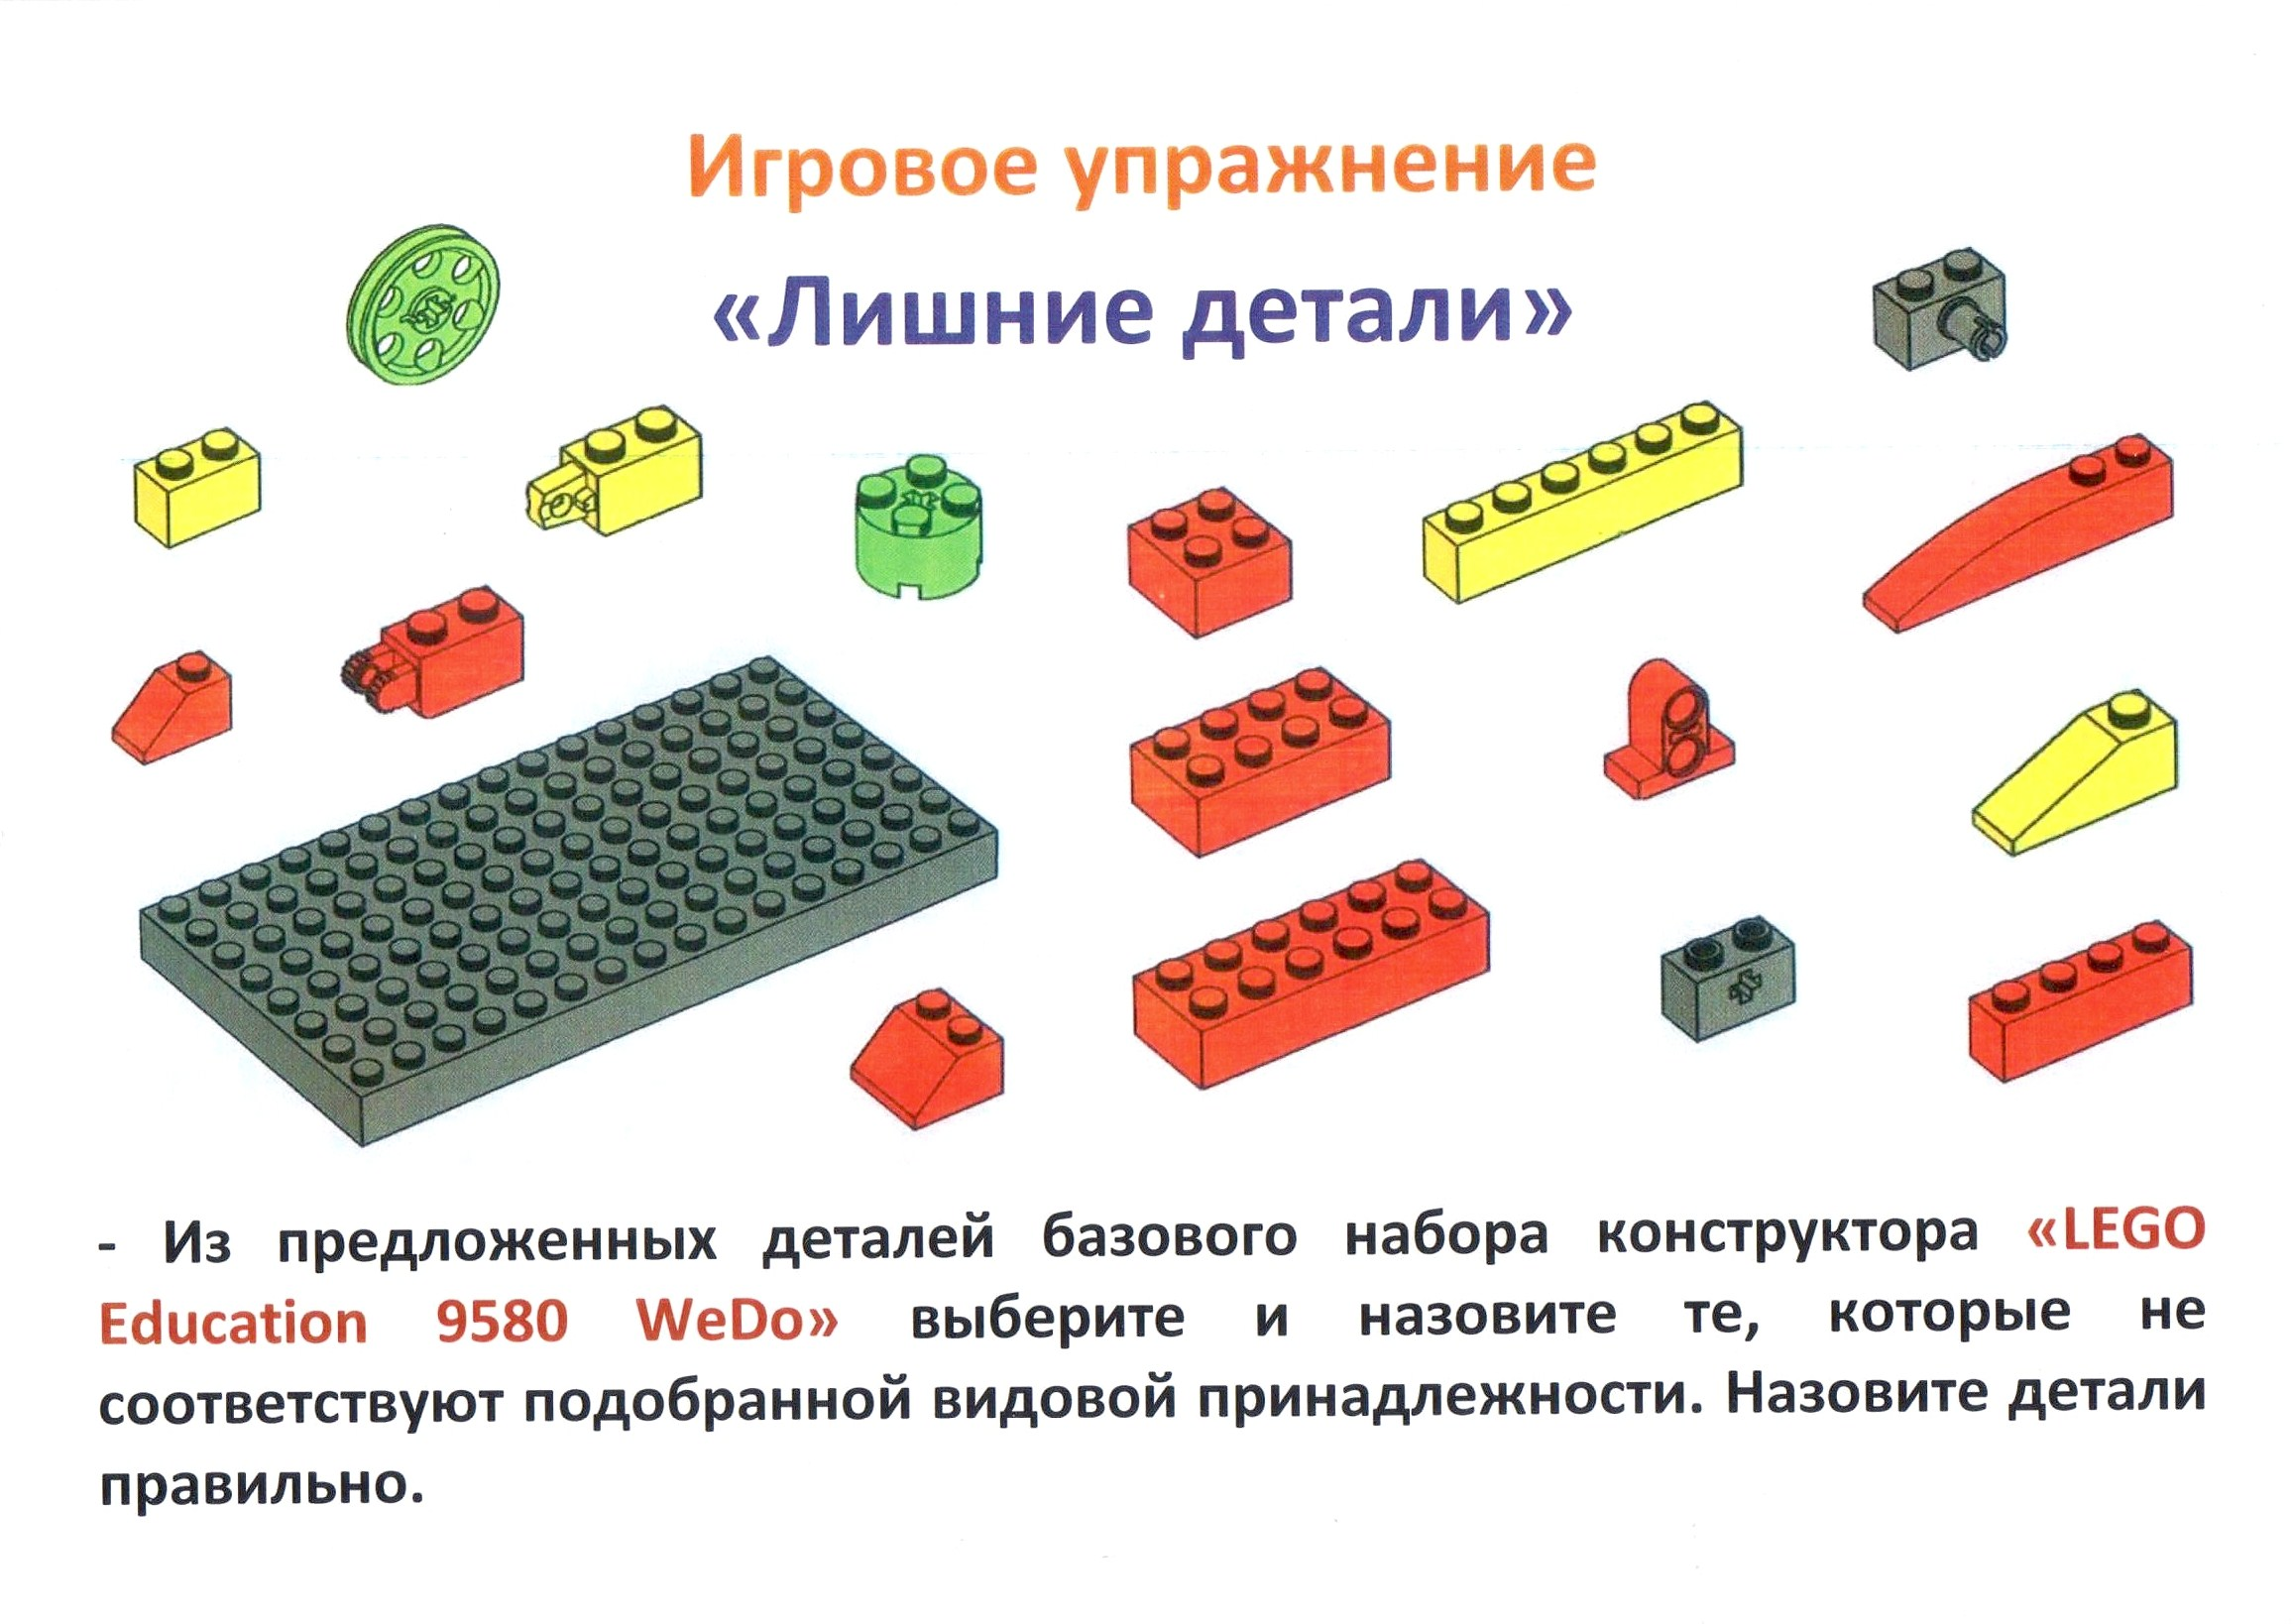 Игровое упражнение
«Лишние детали»
- Из предложенных деталей базового набора конструктора «LEGO
Education 9580 WeDo» выберите и назовите те, которые не
соответствуют подобранной видовой принадлежности. Назовите детали
правильно.